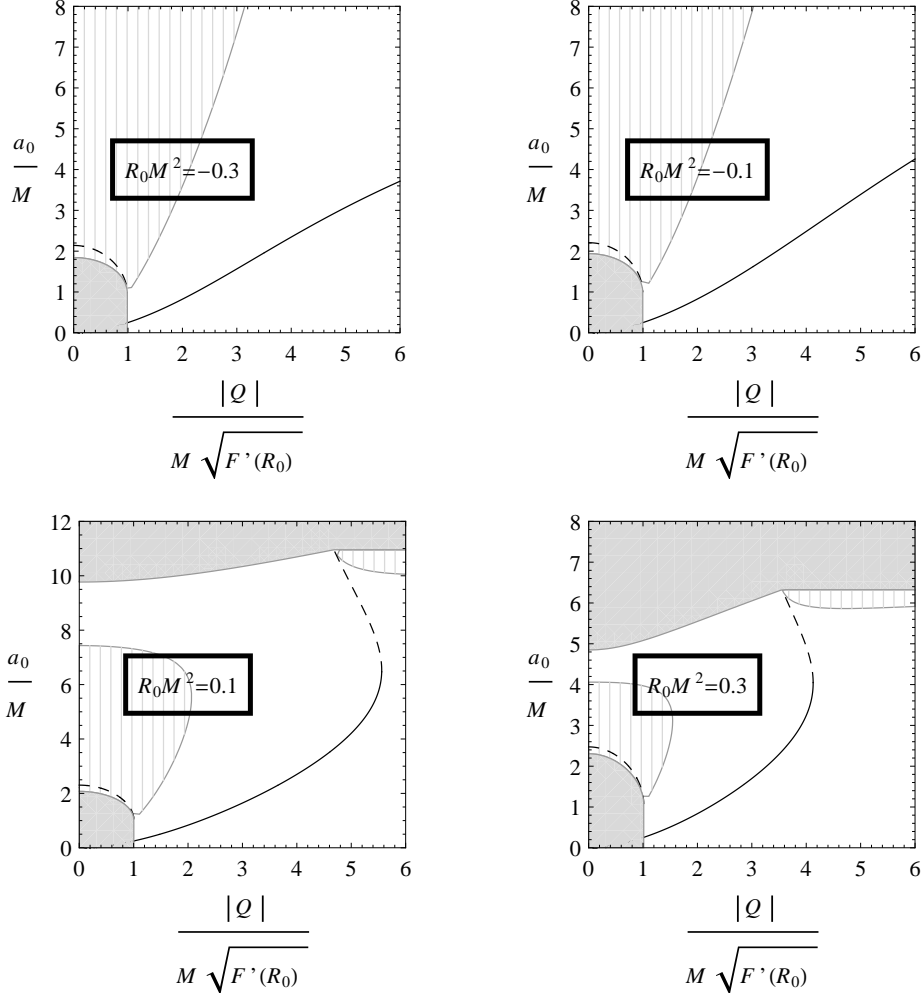 8
7
6
5
4
3
2
1
0
a₀
M
R₀M²=−0.3
0 1 2 3 4 5 6
|Q|
M √F’(R₀)
8
7
6
5
4
3
2
1
0
a₀
M
R₀M²=−0.1
0 1 2 3 4 5 6
|Q|
M √F’(R₀)
12
10
8
6
4
2
0
a₀
M
R₀M²=0.1
0 1 2 3 4 5 6
|Q|
M √F’(R₀)
8
7
6
5
4
3
2
1
0
a₀
M
R₀M²=0.3
0 1 2 3 4 5 6
|Q|
M √F’(R₀)